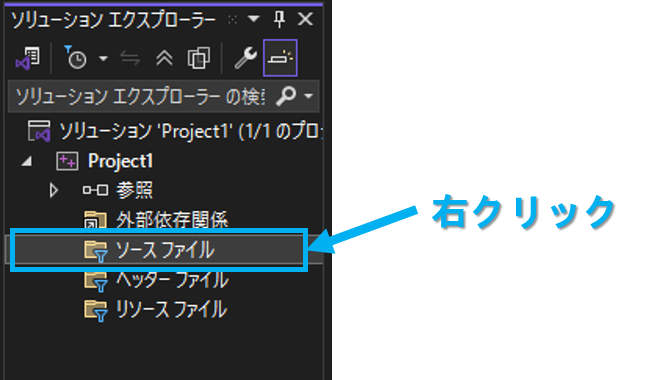 ソリューション エクスプローラー
ソリューション エクスプローラー の検索
ソリューション 'Project1' (1/1 のプロ
Project1
参照
外部依存関係
ソース ファイル
右クリック
ヘッダー ファイル
リソース ファイル